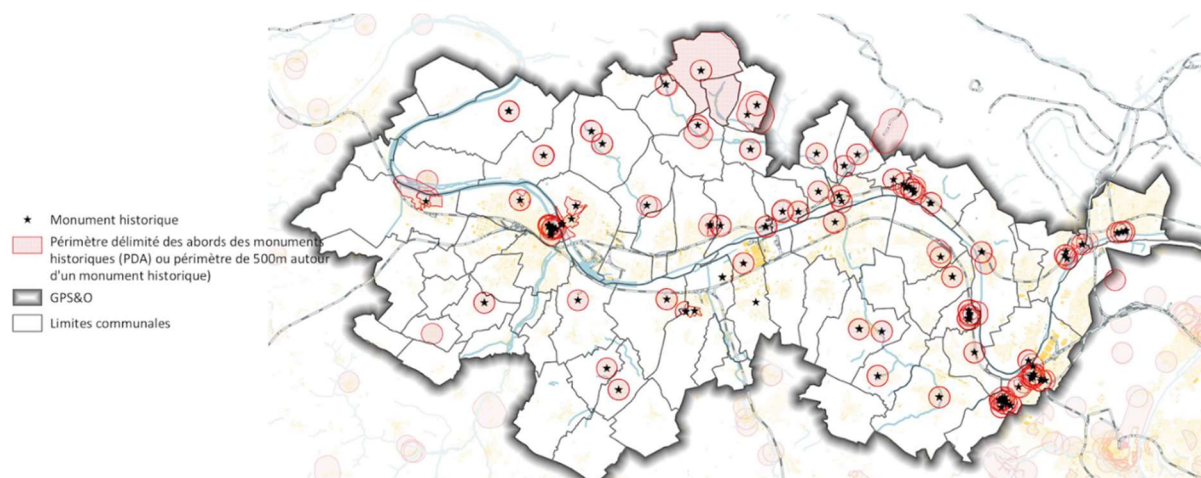 Monument historique
Périmètre délimité des abords des monuments
historiques (PDA) ou périmètre de 500m autour
d'un monument historique)
GPS&O
Limites communales